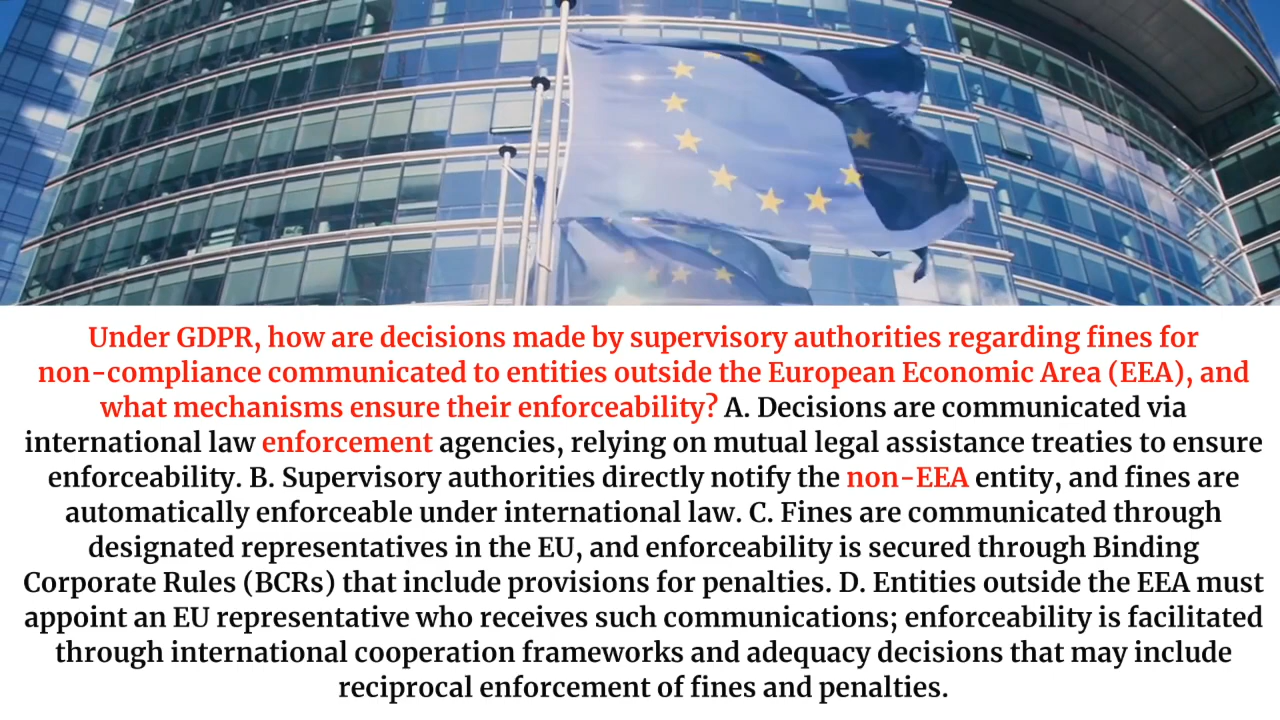 Under GDPR, how are decisions made by supervisory authorities regarding fines for
non-compliance communicated to entities outside the European Economic Area (EEA), and
what mechanisms ensure their enforceability? A. Decisions are communicated via
international law enforcement agencies, relying on mutual legal assistance treaties to ensure
enforceability. B. Supervisory authorities directly notify the non-EEA entity, and fines are
automatically enforceable under international law. C. Fines are communicated through
designated representatives in the EU, and enforceability is secured through Binding
Corporate Rules (BCRs) that include provisions for penalties. D. Entities outside the EEA must
appoint an EU representative who receives such communications; enforceability is facilitated
through international cooperation frameworks and adequacy decisions that may include
reciprocal enforcement of fines and penalties.